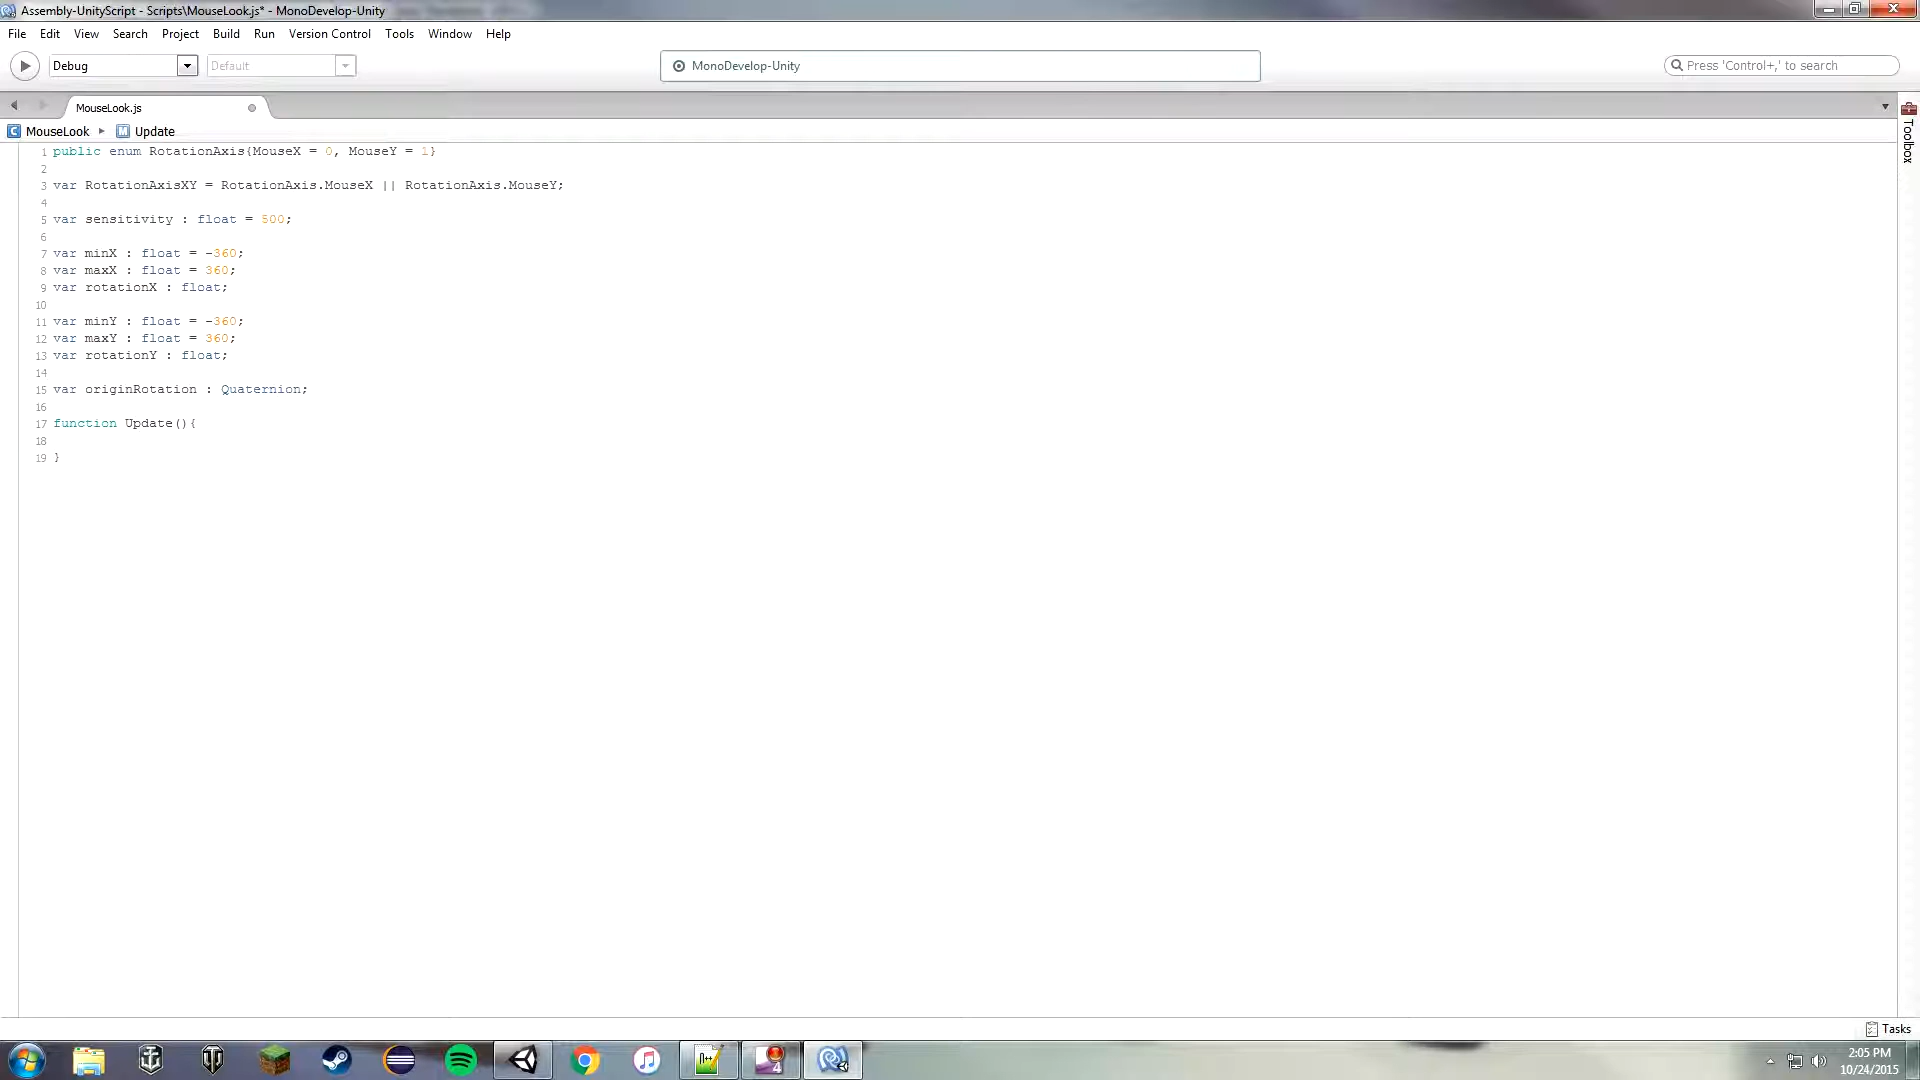 Assembly-UnityScript - Scripts\MouseLook.js* - MonoDevelop-Unity
File Edit View Search Project Build Run Version Control Tools Window Help
Debug Default MonoDevelop-Unity Press 'Control+,' to search
MouseLook.js
MouseLook Update
Toolbox
1 public enum RotationAxis{MouseX = 0, MouseY = 1}
2
3 var RotationAxisXY = RotationAxis.MouseX || RotationAxis.MouseY;
4
5 var sensitivity : float = 500;
6
7 var minX : float = -360;
8 var maxX : float = 360;
9 var rotationX : float;
10
11 var minY : float = -360;
12 var maxY : float = 360;
13 var rotationY : float;
14
15 var originRotation : Quaternion;
16
17 function Update(){
18
19 }
Tasks
2:05 PM
10/24/2015